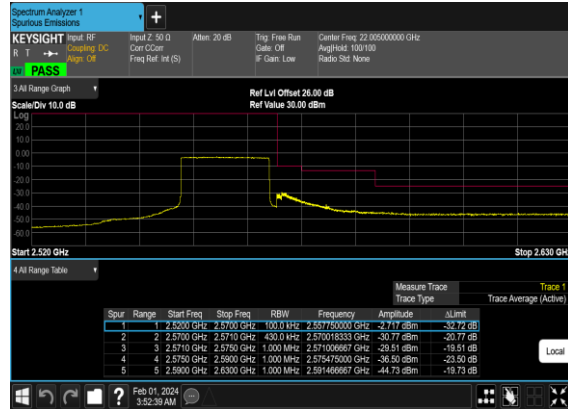 Spectrum Analyzer 1
Spurious Emissions
KEYSIGHT Input: RF Input Z: 50 Ω Atten: 20 dB Trig: Free Run Center Freq: 22.005000000 GHz
R T Coupling: DC Corr CCorr Gate: Off Avg|Hold: 100/100
Align: Off Freq Ref: Int (S) IF Gain: Low Radio Std: None
PASS
3 All Range Graph Ref Lvl Offset 26.00 dB
Scale/Div 10.0 dB Ref Value 30.00 dBm
Log
20.0
10.0
0.00
-10.0
-20.0
-30.0
-40.0
-50.0
-60.0
Start 2.520 GHz Stop 2.630 GHz
4 All Range Table
Measure Trace Trace 1
Trace Type Trace Average (Active)
Spur Range Start Freq Stop Freq RBW Frequency Amplitude ΔLimit
1 1 2.5200 GHz 2.5700 GHz 100.0 kHz 2.557750000 GHz -2.717 dBm -32.72 dB
2 2 2.5700 GHz 2.5710 GHz 430.0 kHz 2.570018333 GHz -30.77 dBm -20.77 dB
3 3 2.5710 GHz 2.5750 GHz 1.000 MHz 2.571006667 GHz -29.51 dBm -19.51 dB
4 4 2.5750 GHz 2.5900 GHz 1.000 MHz 2.575475000 GHz -36.50 dBm -23.50 dB
5 5 2.5900 GHz 2.6300 GHz 1.000 MHz 2.591466667 GHz -44.73 dBm -19.73 dB
Local
? Feb 01, 2024
3:52:39 AM